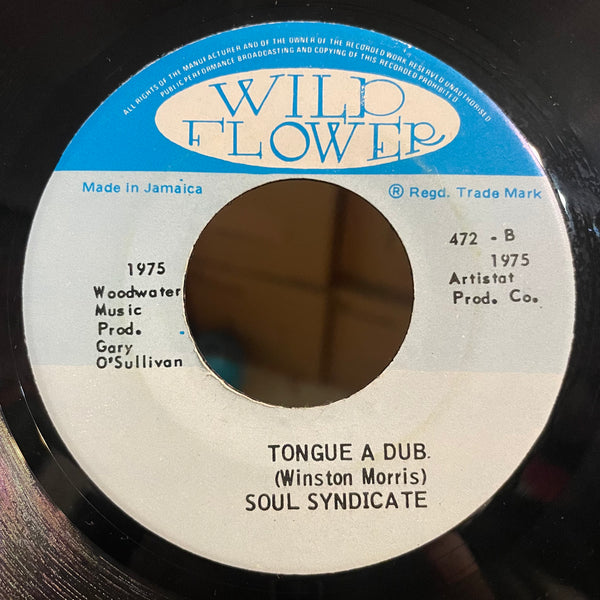 ALL RIGHTS OF THE MANUFACTURER AND OF THE OWNER OF THE RECORDED WORK RESERVED UNAUTHORISED
PUBLIC PERFORMANCE BROADCASTING AND COPYING OF THIS RECORDED PROHIBITED
WILD
FLOWER
Made in Jamaica
® Regd. Trade Mark
472 - B
1975
Artistat
Prod. Co.
1975
Woodwater
Music
Prod.
Gary
O'Sullivan
TONGUE A DUB.
(Winston Morris)
SOUL SYNDICATE